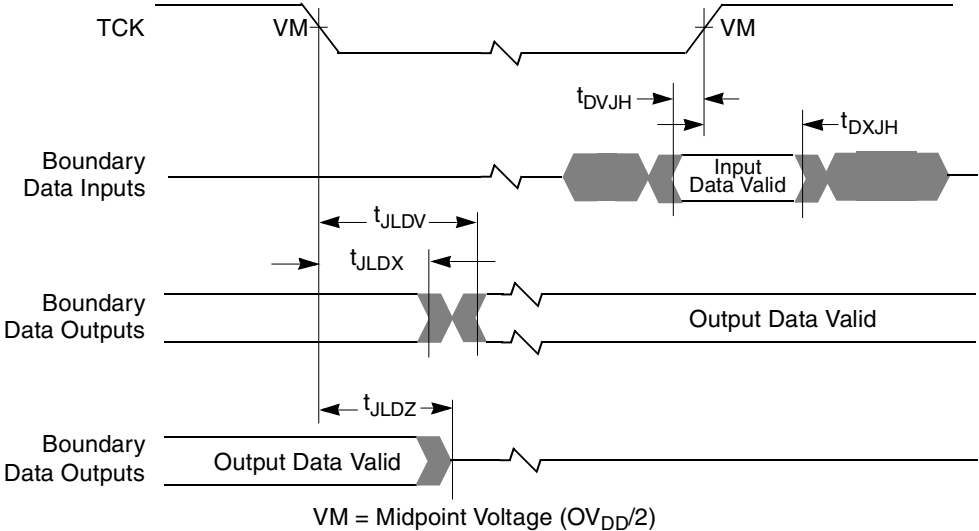 TCK
VM
VM
tDVJH
tDXJH
Boundary
Data Inputs
Input
Data Valid
tJLDV
tJLDX
Boundary
Data Outputs
Output Data Valid
tJLDZ
Boundary
Data Outputs
Output Data Valid
VM = Midpoint Voltage (OVDD/2)